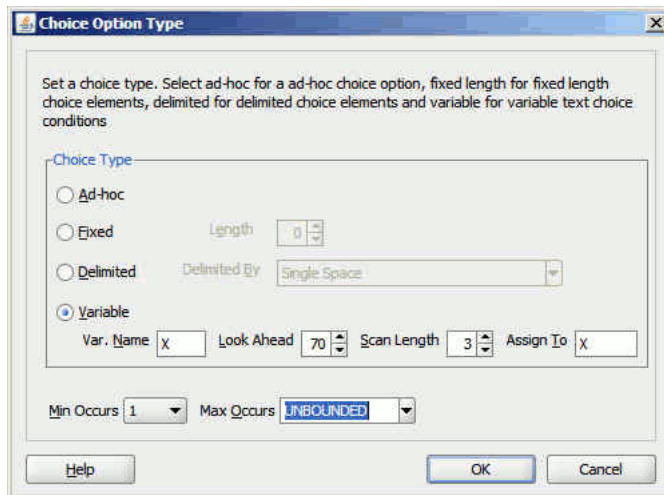 Choice Option Type
Set a choice type. Select ad-hoc for a ad-hoc choice option, fixed length for fixed length
choice elements, delimited for delimited choice elements and variable for variable text choice
conditions
Choice Type
Ad-hoc
Fixed Length 0
Delimited Delimited By Single Space
Variable
Var. Name X Look Ahead 70 Scan Length 3 Assign To X
Min Occurs 1 Max Occurs UNBOUNDED
Help OK Cancel